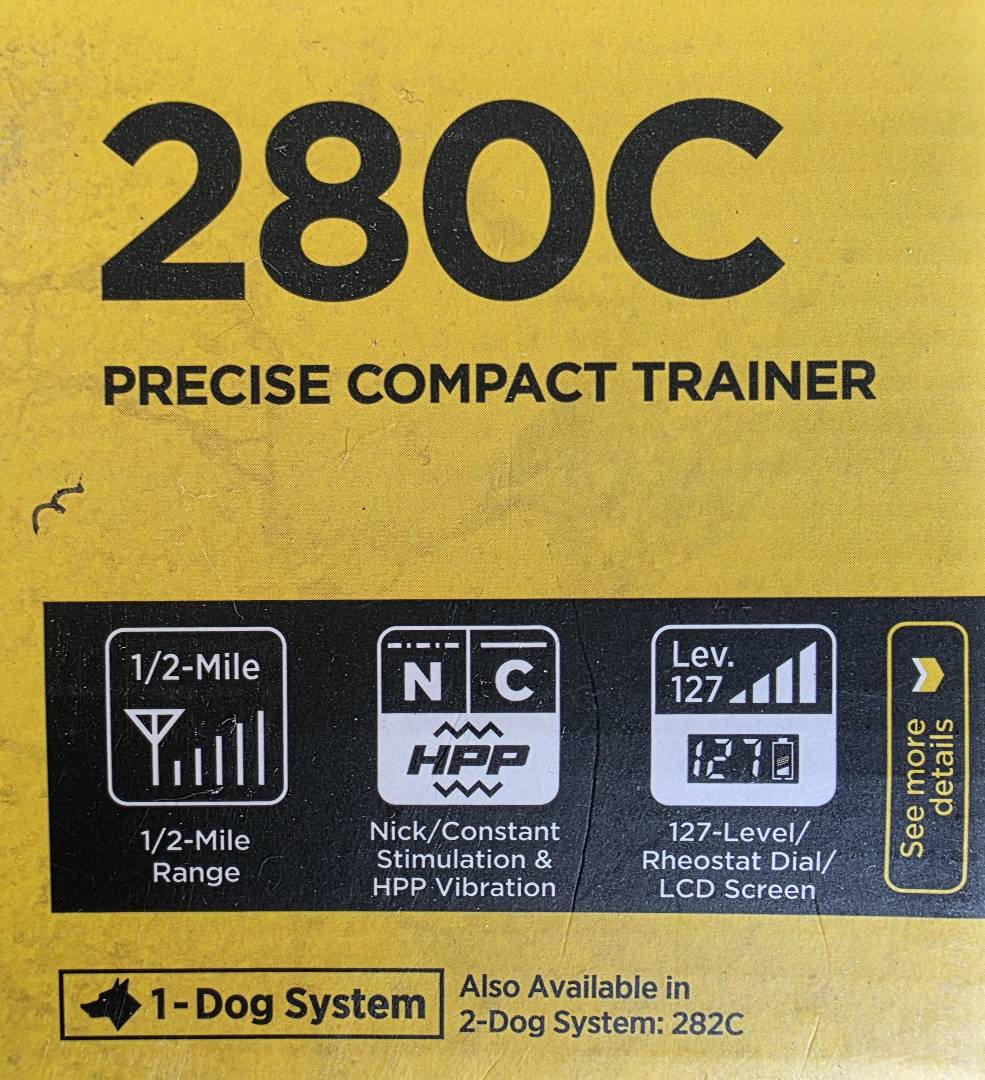 280C
PRECISE COMPACT TRAINER
1/2-Mile
1/2-Mile
Range
N C
HPP
Nick/Constant
Stimulation &
HPP Vibration
Lev.
127
127
127-Level/
Rheostat Dial/
LCD Screen
See more
details
1-Dog System
Also Available in
2-Dog System: 282C